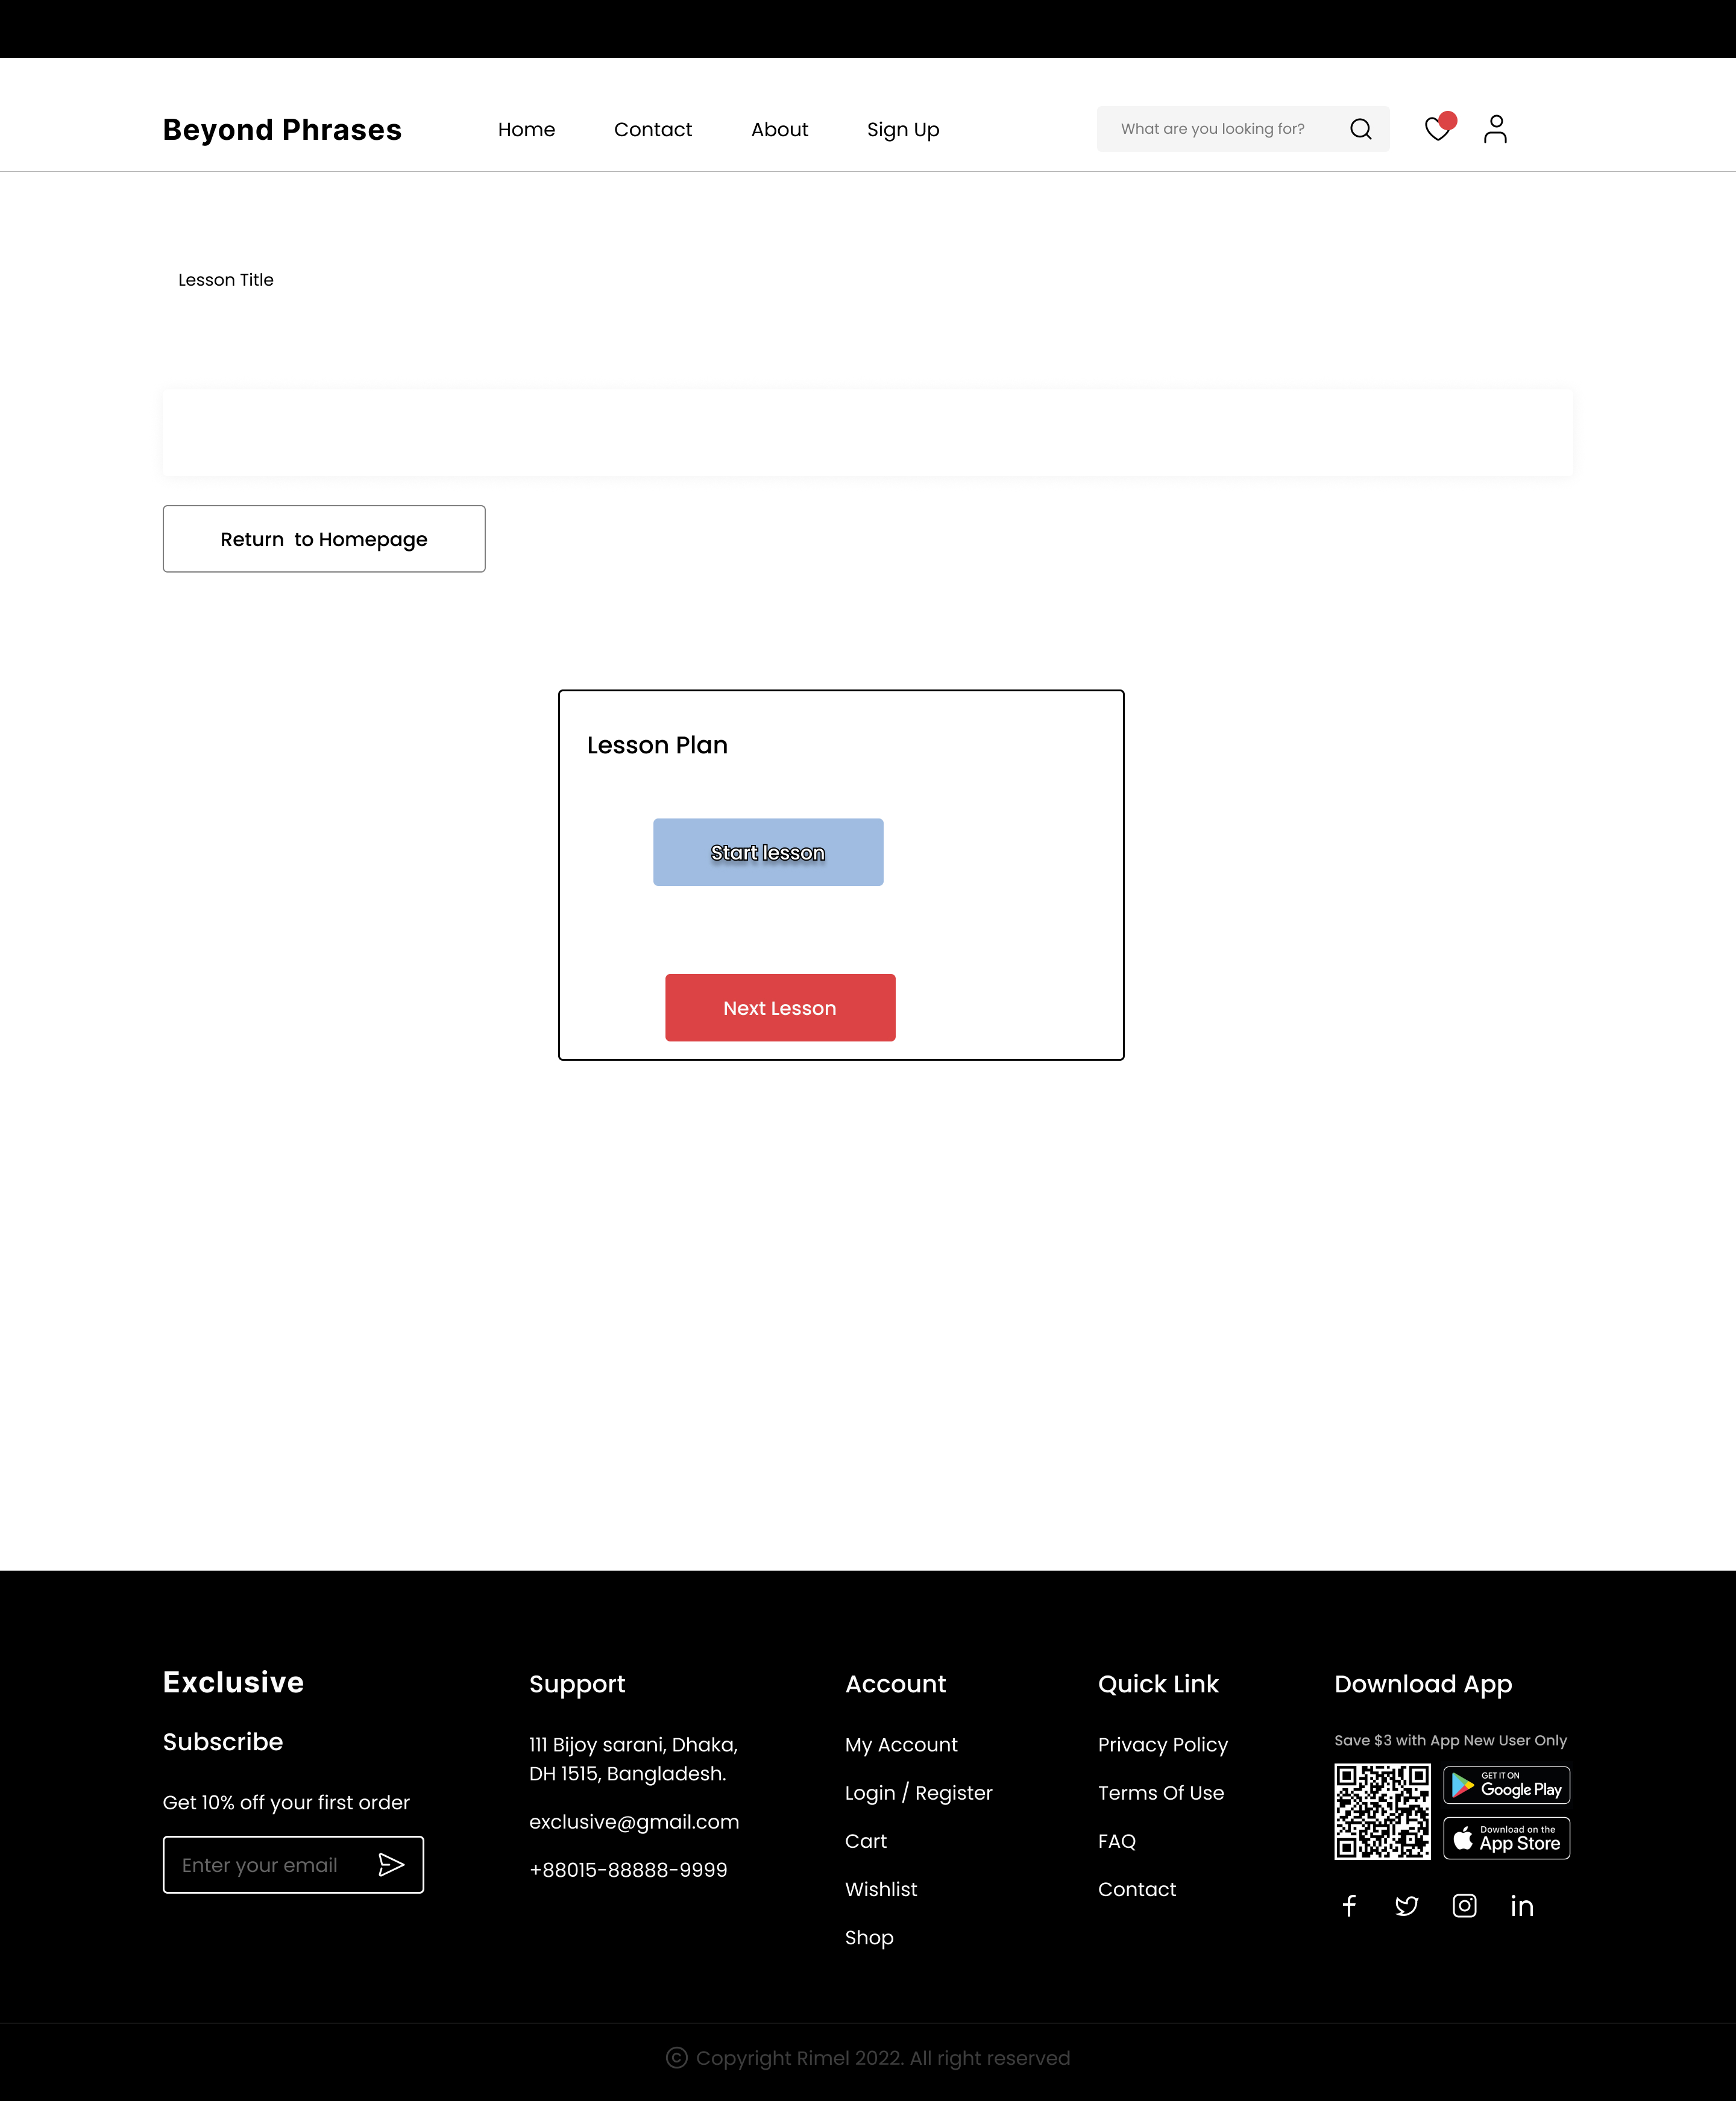 Beyond Phrases
Home
Contact
About
Sign Up
What are you looking for?
Lesson Title
Return  to Homepage
Lesson Plan
Start lesson
Next Lesson
Exclusive
Subscribe
Get 10% off your first order
Enter your email
Support
111 Bijoy sarani, Dhaka,
DH 1515, Bangladesh.
exclusive@gmail.com
+88015-88888-9999
Account
My Account
Login / Register
Cart
Wishlist
Shop
Quick Link
Privacy Policy
Terms Of Use
FAQ
Contact
Download App
Save $3 with App New User Only
GET IT ON
Google Play
Download on the
App Store
© Copyright Rimel 2022. All right reserved